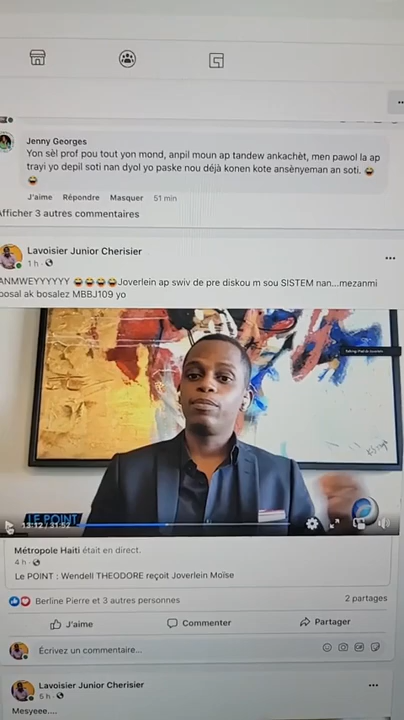 Jenny Georges
Yon sèl prof pou tout yon mond, anpil moun ap tandew ankachèt, men pawol la ap
trayi yo depil soti nan dyol yo paske nou déjà konen kote ansènyeman an soti. 😂
😂
J'aime Répondre Masquer 51 min
Afficher 3 autres commentaires
Lavoisier Junior Cherisier
1 h
ANMWEYYYYYY 😂😂😂😂Joverlein ap swiv de pre diskou m sou SISTEM nan...mezanmi
bosal ak bosalez MBBJ109 yo
LE POINT
Métropole Haiti était en direct.
4 h
Le POINT : Wendell THEODORE reçoit Joverlein Moïse
Berline Pierre et 3 autres personnes
2 partages
J'aime Commenter Partager
Écrivez un commentaire...
Lavoisier Junior Cherisier
5 h
Mesyeee....